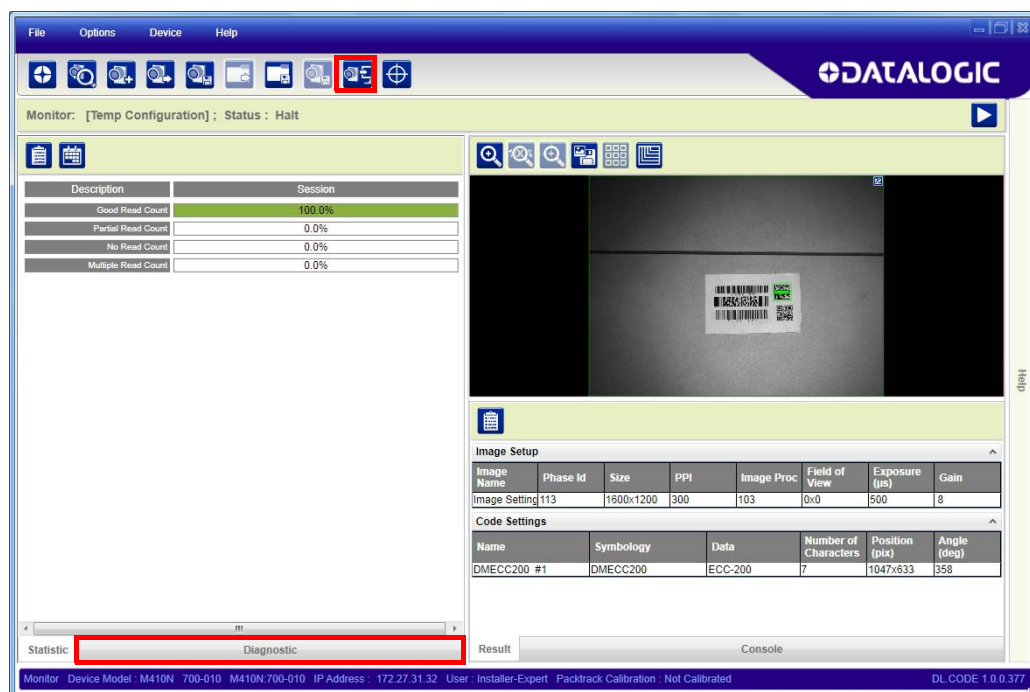 File Options Device Help
DATALOGIC
Monitor: [Temp Configuration] ; Status : Halt
Description Session
Good Read Count 100.0%
Partial Read Count 0.0%
No Read Count 0.0%
Multiple Read Count 0.0%
Statistic Diagnostic
Image Setup
Image Name Phase Id Size PPI Image Proc Field of View Exposure (µs) Gain
Image Setting 113 1600x1200 300 103 0x0 500 8
Code Settings
Name Symbology Data Number of Characters Position (pix) Angle (deg)
DMECC200 #1 DMECC200 ECC-200 7 1047x633 358
Result Console
Help
Monitor Device Model : M410N 700-010 M410N:700-010 IP Address : 172.27.31.32 User : Installer-Expert Packtrack Calibration : Not Calibrated DL.CODE 1.0.0.377